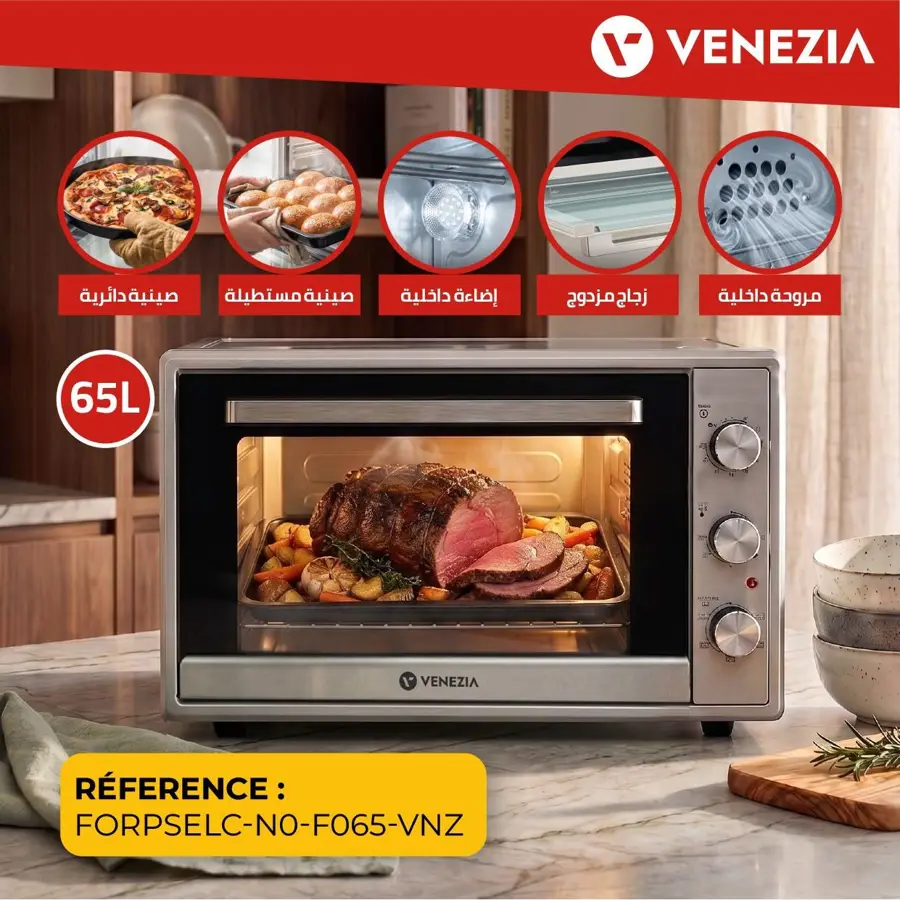 VENEZIA
صينية دائرية
صينية مستطيلة
إضاءة داخلية
زجاج مزدوج
مروحة داخلية
65L
VENEZIA
RÉFERENCE :
FORPSELC-N0-F065-VNZ